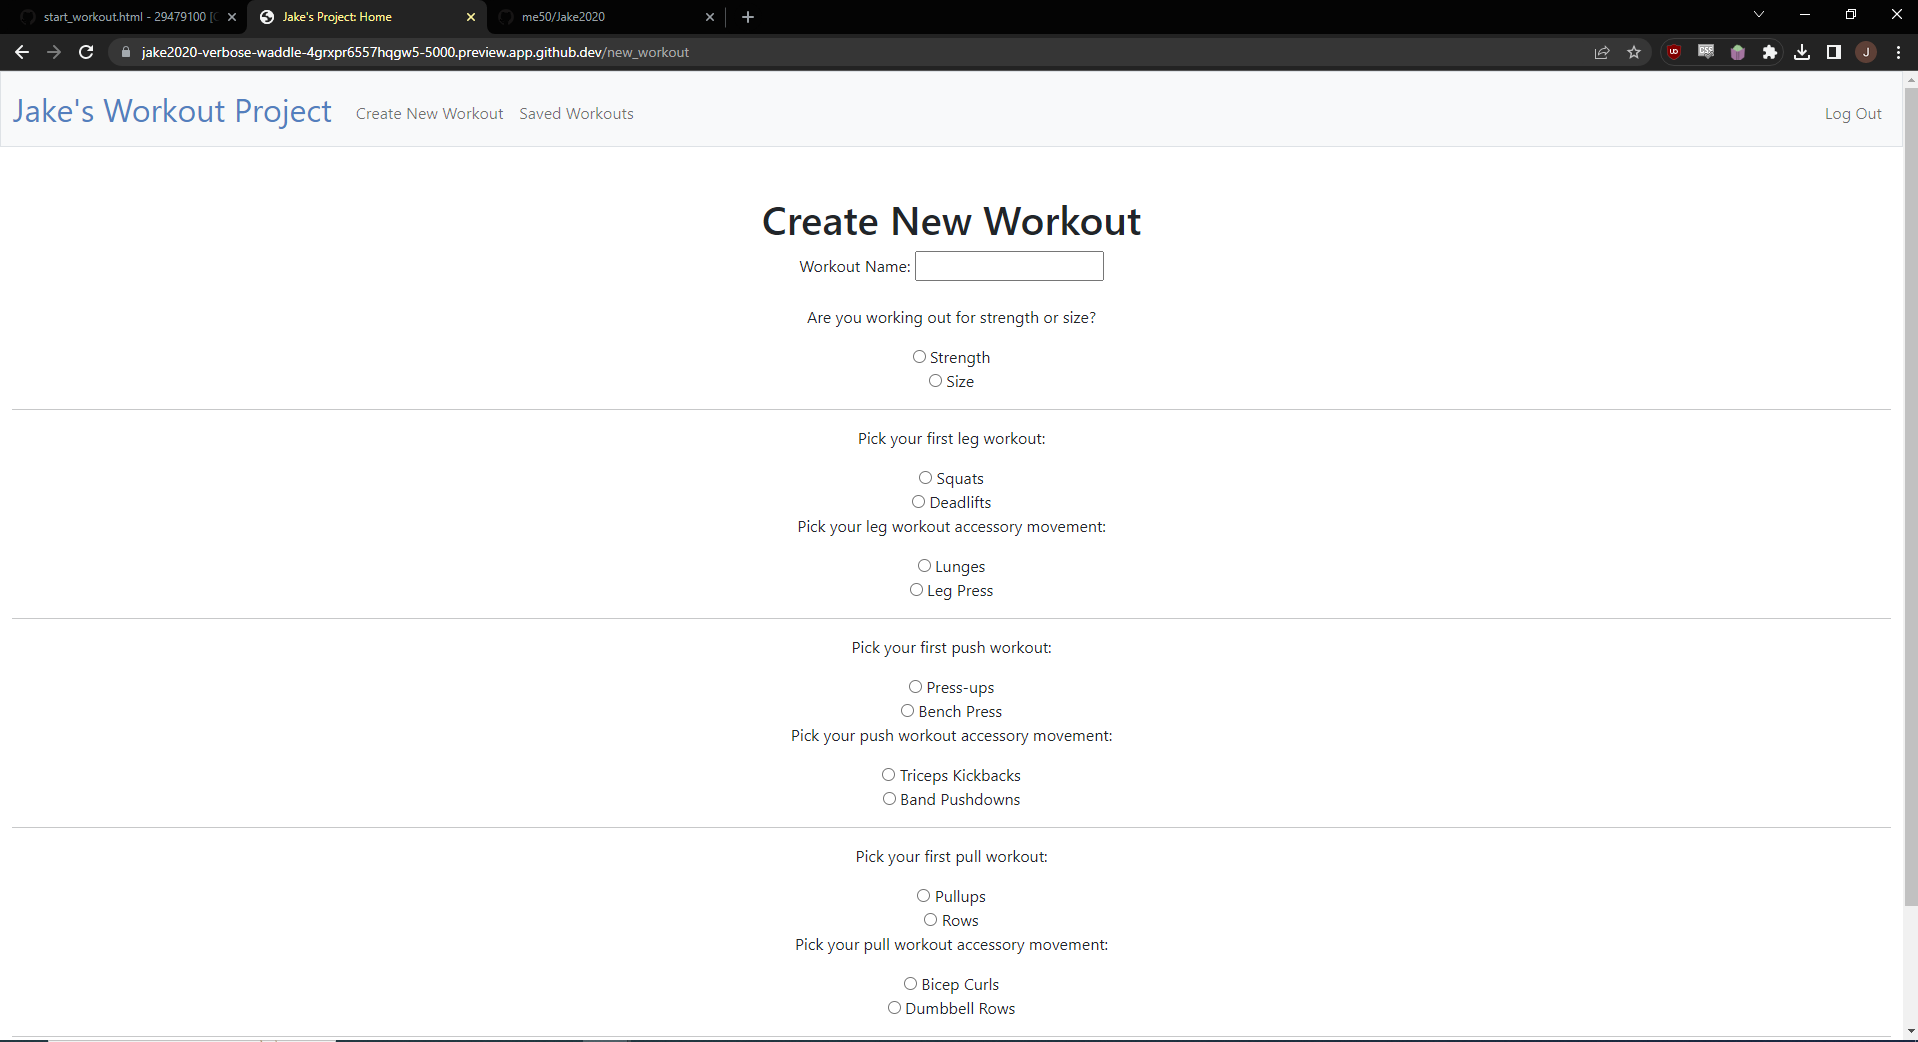 start_workout.html - 29479100 [C
Jake's Project: Home
me50/Jake2020
jake2020-verbose-waddle-4grxpr6557hqgw5-5000.preview.app.github.dev/new_workout
J
Jake's Workout Project
Create New Workout
Saved Workouts
Log Out
Create New Workout
Workout Name:
Are you working out for strength or size?
Strength
Size
Pick your first leg workout:
Squats
Deadlifts
Pick your leg workout accessory movement:
Lunges
Leg Press
Pick your first push workout:
Press-ups
Bench Press
Pick your push workout accessory movement:
Triceps Kickbacks
Band Pushdowns
Pick your first pull workout:
Pullups
Rows
Pick your pull workout accessory movement:
Bicep Curls
Dumbbell Rows